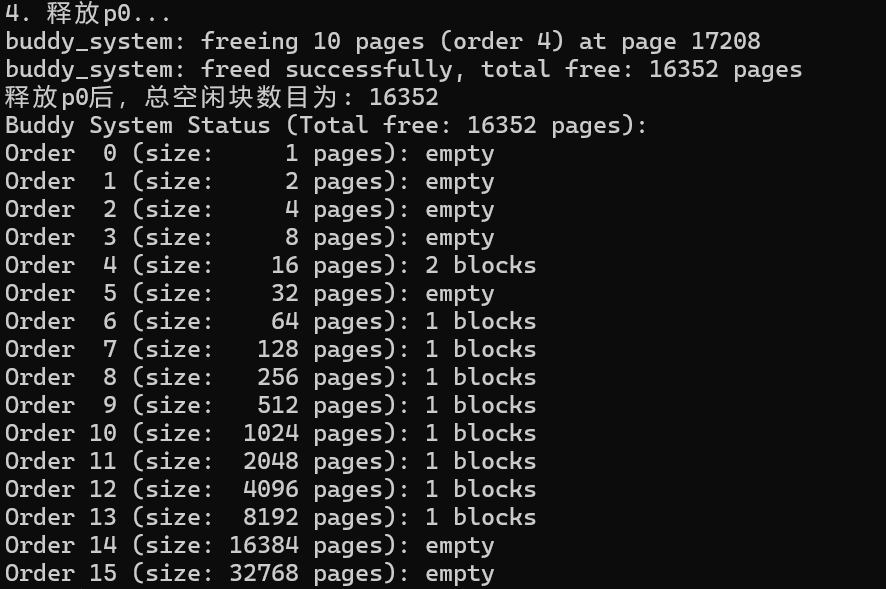 4. 释放p0...
buddy_system: freeing 10 pages (order 4) at page 17208
buddy_system: freed successfully, total free: 16352 pages
释放p0后，总空闲块数目为: 16352
Buddy System Status (Total free: 16352 pages):
Order  0 (size:     1 pages): empty
Order  1 (size:     2 pages): empty
Order  2 (size:     4 pages): empty
Order  3 (size:     8 pages): empty
Order  4 (size:    16 pages): 2 blocks
Order  5 (size:    32 pages): empty
Order  6 (size:    64 pages): 1 blocks
Order  7 (size:   128 pages): 1 blocks
Order  8 (size:   256 pages): 1 blocks
Order  9 (size:   512 pages): 1 blocks
Order 10 (size:  1024 pages): 1 blocks
Order 11 (size:  2048 pages): 1 blocks
Order 12 (size:  4096 pages): 1 blocks
Order 13 (size:  8192 pages): 1 blocks
Order 14 (size: 16384 pages): empty
Order 15 (size: 32768 pages): empty